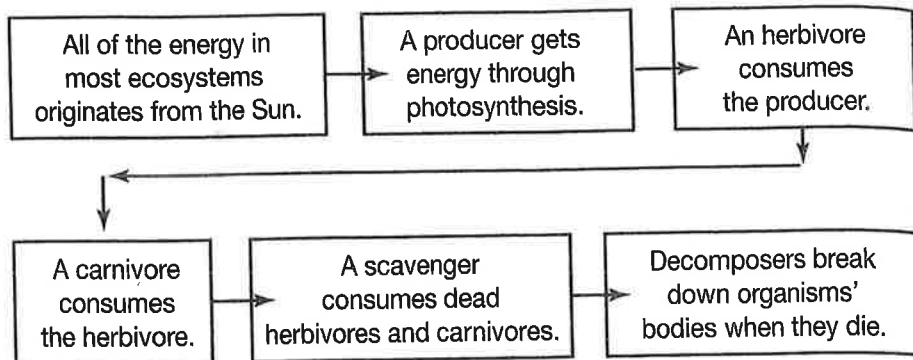 All of the energy in
most ecosystems
originates from the Sun.
A producer gets
energy through
photosynthesis.
An herbivore
consumes
the producer.
A carnivore
consumes
the herbivore.
A scavenger
consumes dead
herbivores and carnivores.
Decomposers break
down organisms'
bodies when they die.